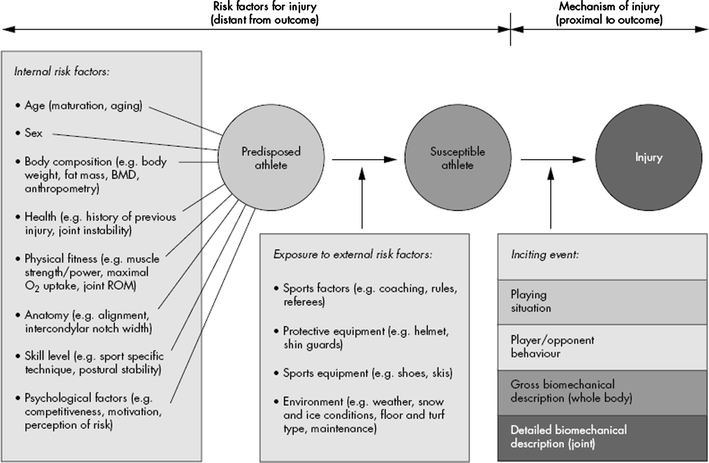 Risk factors for injury
(distant from outcome)
Mechanism of injury
(proximal to outcome)
Internal risk factors:
• Age (maturation, aging)
• Sex
• Body composition (e.g. body
weight, fat mass, BMD,
anthropometry)
• Health (e.g. history of previous
injury, joint instability)
• Physical fitness (e.g. muscle
strength/power, maximal
O2 uptake, joint ROM)
• Anatomy (e.g. alignment,
intercondylar notch width)
• Skill level (e.g. sport specific
technique, postural stability)
• Psychological factors (e.g.
competitiveness, motivation,
perception of risk)
Predisposed
athlete
Susceptible
athlete
Injury
Exposure to external risk factors:
• Sports factors (e.g. coaching, rules,
referees)
• Protective equipment (e.g. helmet,
shin guards)
• Sports equipment (e.g. shoes, skis)
• Environment (e.g. weather, snow
and ice conditions, floor and turf
type, maintenance)
Inciting event:
Playing
situation
Player/opponent
behaviour
Gross biomechanical
description (whole body)
Detailed biomechanical
description (joint)